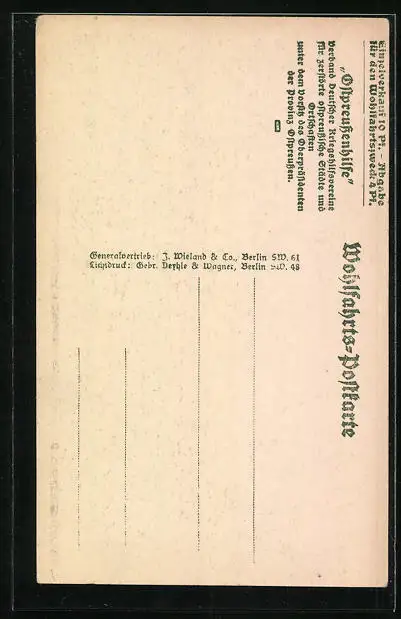 Einzelverkauf 10 Pf. – Abgabe
für den Wohlfahrtszweck 4 Pf.
„Ostpreußenhilfe“
Verband Deutscher Kriegshilfsvereine
für zerstörte ostpreußische Städte und
Ortschaften
unter dem Vorsitz des Oberpräsidenten
der Provinz Ostpreußen.
Wohlfahrts=Postkarte
Generalvertrieb: J. Wieland & Co., Berlin SW. 61
Lichtdruck: Gebr. Deyhle & Wagner, Berlin SW. 48